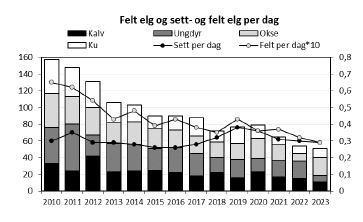 Felt elg og sett- og felt elg per dag
Kalv Ungdyr Okse
Ku Sett per dag Felt per dag*10
160 0,8
140 0,7
120 0,6
100 0,5
80 0,4
60 0,3
40 0,2
20 0,1
0 0
2010 2011 2012 2013 2014 2015 2016 2017 2018 2019 2020 2021 2022 2023